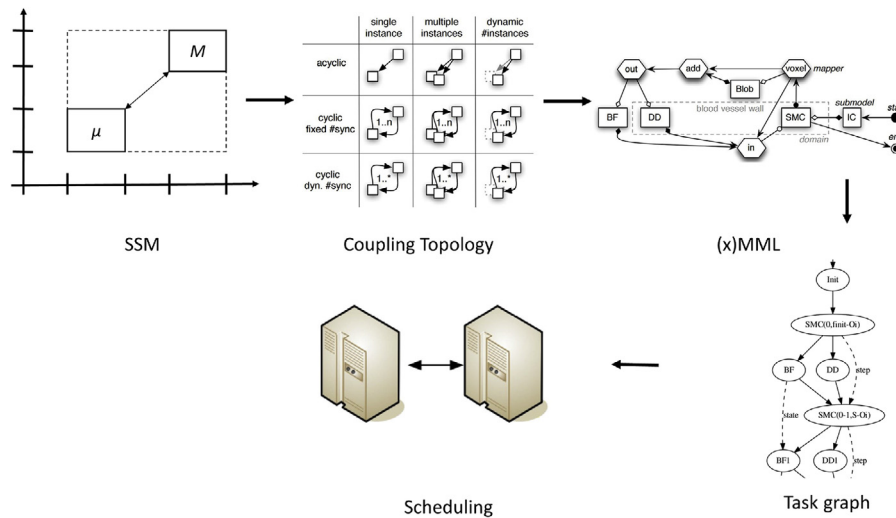 M
μ
SSM
single instance
multiple instances
dynamic #instances
acyclic
cyclic fixed #sync
1..n
1..n
1..n
cyclic dyn. #sync
1..*
1..*
1..*
Coupling Topology
out
add
voxel
mapper
Blob
blood vessel wall
submodel
BF
DD
SMC
IC
in
domain
(x)MML
Init
SMC(0,finit-Oi)
BF
DD
step
state
SMC(0-1,S-Oi)
BF1
DD1
step
Task graph
Scheduling